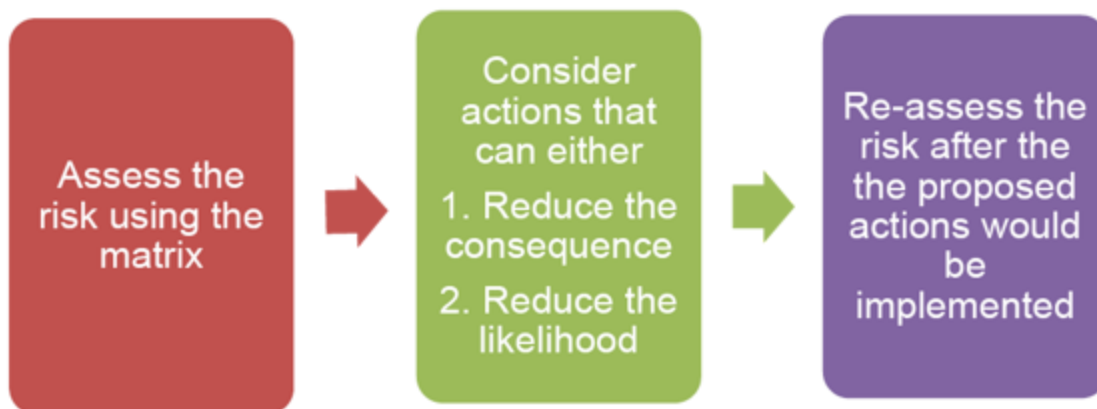 Assess the
risk using the
matrix
Consider
actions that
can either
1. Reduce the
consequence
2. Reduce the
likelihood
Re-assess the
risk after the
the proposed
actions would
be
implemented